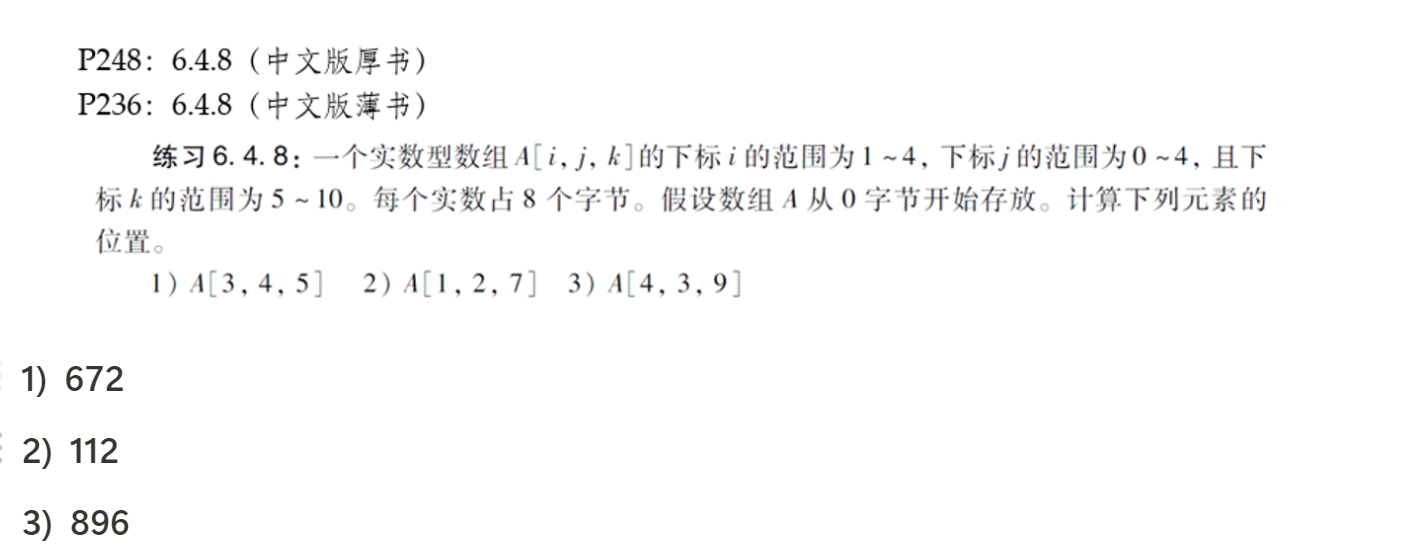 P248：6.4.8（中文版厚书）
P236：6.4.8（中文版薄书）
练习6.4.8：一个实数型数组A[i, j, k]的下标i的范围为1~4，下标j的范围为0~4，且下
标k的范围为5~10。每个实数占8个字节。假设数组A从0字节开始存放。计算下列元素的
位置。
1) A[3, 4, 5] 2) A[1, 2, 7] 3) A[4, 3, 9]
1) 672
2) 112
3) 896